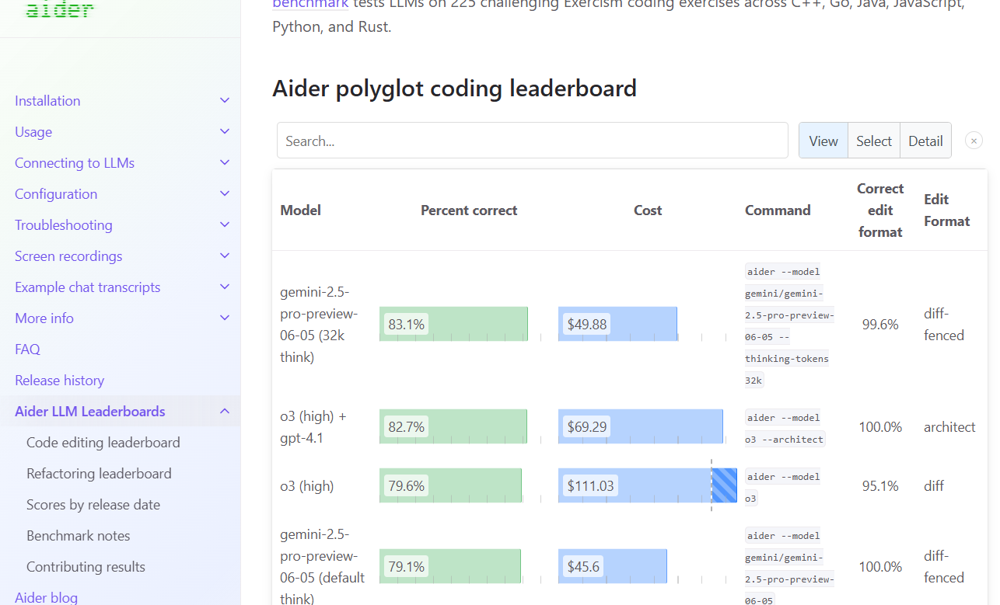 aider
benchmark tests LLMs on 225 challenging Exercism coding exercises across C++, Go, Java, JavaScript,
Python, and Rust.
Installation
Usage
Connecting to LLMs
Configuration
Troubleshooting
Screen recordings
Example chat transcripts
More info
FAQ
Release history
Aider LLM Leaderboards
Code editing leaderboard
Refactoring leaderboard
Scores by release date
Benchmark notes
Contributing results
Aider blog
Aider polyglot coding leaderboard
Search...
View Select Detail ×
Model Percent correct Cost Command Correct edit format Edit Format
gemini-2.5-
pro-preview-
06-05 (32k
think)
83.1%
$49.88
aider --model
gemini/gemini-
2.5-pro-preview-
06-05 --
thinking-tokens
32k
99.6%
diff-
fenced
o3 (high) +
gpt-4.1
82.7%
$69.29
aider --model
o3 --architect
100.0%
architect
o3 (high)
79.6%
$111.03
aider --model
o3
95.1%
diff
gemini-2.5-
pro-preview-
06-05 (default
think)
79.1%
$45.6
aider --model
gemini/gemini-
2.5-pro-preview-
06-05
100.0%
diff-
fenced